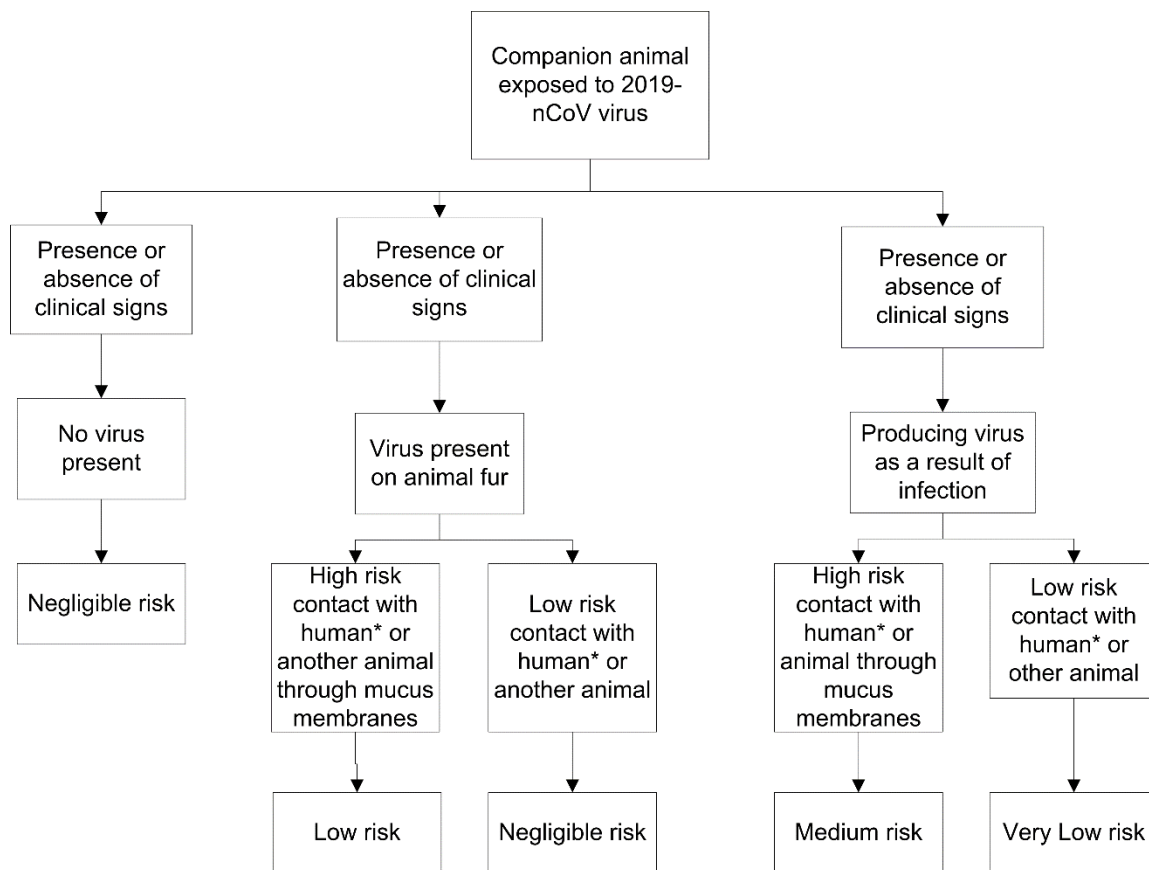 Companion animal
exposed to 2019-
nCoV virus
Presence or
absence of
clinical signs
Presence or
absence of clinical
signs
Presence or
absence of
clinical signs
No virus
present
Virus present
on animal fur
Producing virus
as a result of
infection
Negligible risk
High risk
contact with
human* or
another animal
through mucus
membranes
Low risk
contact with
human* or
another animal
High risk
contact with
human* or
animal through
mucus
membranes
Low risk
contact with
human* or
other animal
Low risk
Negligible risk
Medium risk
Very Low risk